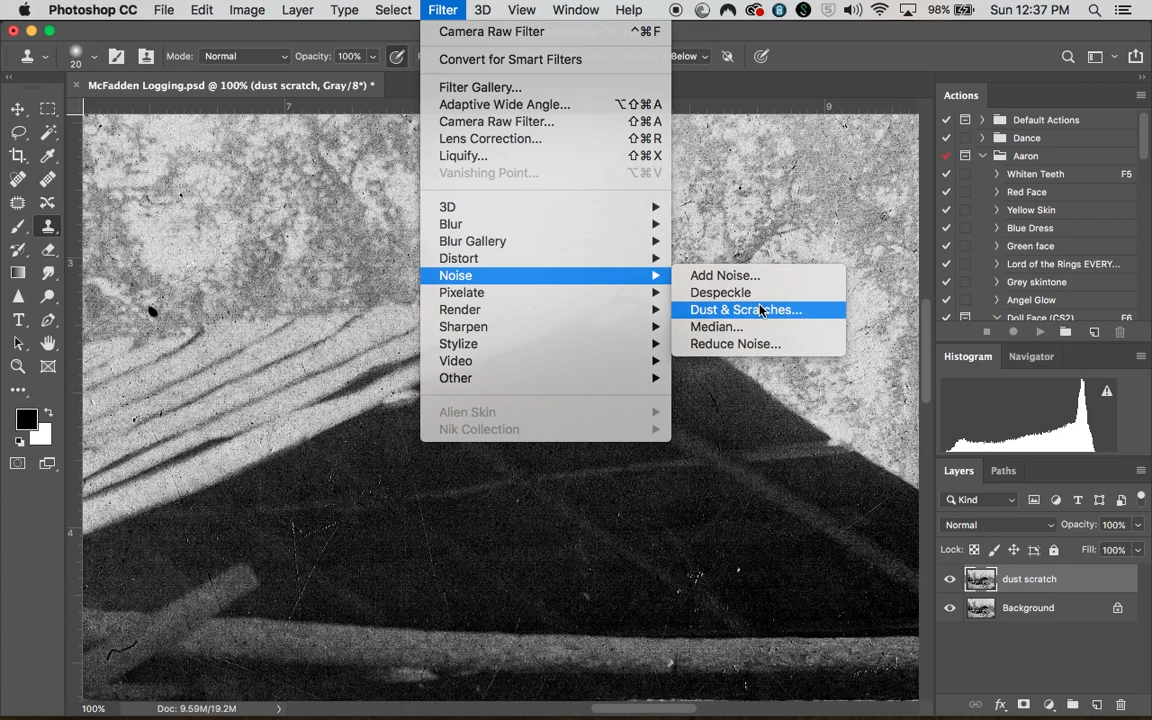 Photoshop CC File Edit Image Layer Type Select Filter 3D View Window Help 98% Sun 12:37 PM
20 Mode: Normal Opacity: 100% Below
× McFadden Logging.psd @ 100% (dust scratch, Gray/8*) *
7 9
3
4
Camera Raw Filter ^⌘F
Convert for Smart Filters
Filter Gallery...
Adaptive Wide Angle... ⌥⇧⌘A
Camera Raw Filter... ⇧⌘A
Lens Correction... ⇧⌘R
Liquify... ⇧⌘X
Vanishing Point... ⌥⌘V
3D
Blur
Blur Gallery
Distort
Noise
Pixelate
Render
Sharpen
Stylize
Video
Other
Alien Skin
Nik Collection
Add Noise...
Despeckle
Dust & Scratches...
Median...
Reduce Noise...
Actions
Default Actions
Dance
Aaron
Whiten Teeth F5
Red Face
Yellow Skin
Blue Dress
Green face
Lord of the Rings EVERY...
Grey skintone
Angel Glow
Doll Face (CS2) F6
Histogram Navigator
Layers Paths
Kind
Normal Opacity: 100%
Lock: Fill: 100%
dust scratch
Background
100% Doc: 9.59M/19.2M